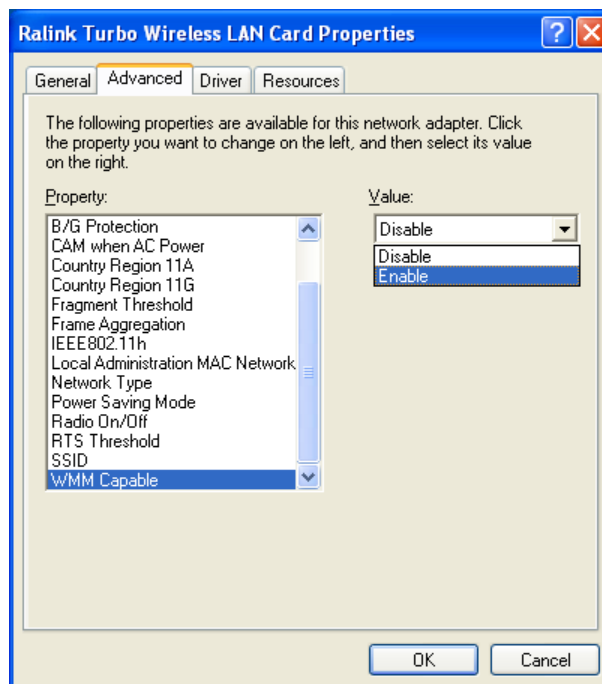 Ralink Turbo Wireless LAN Card Properties
General Advanced Driver Resources
The following properties are available for this network adapter. Click
the property you want to change on the left, and then select its value
on the right.
Property:
B/G Protection
CAM when AC Power
Country Region 11A
Country Region 11G
Fragment Threshold
Frame Aggregation
IEEE802.11h
Local Administration MAC Network
Network Type
Power Saving Mode
Radio On/Off
RTS Threshold
SSID
WMM Capable
Value:
Disable
Disable
Enable
OK Cancel